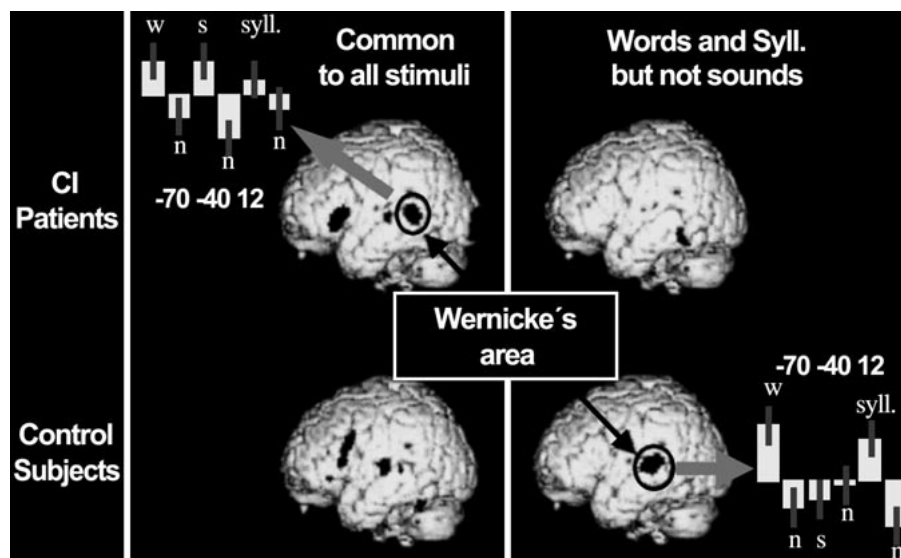 w s syll.
Common
to all stimuli
Words and Syll.
but not sounds
n n n
-70 -40 12
CI
Patients
Wernicke´s
area
-70 -40 12
w syll.
Control
Subjects
n
n s n